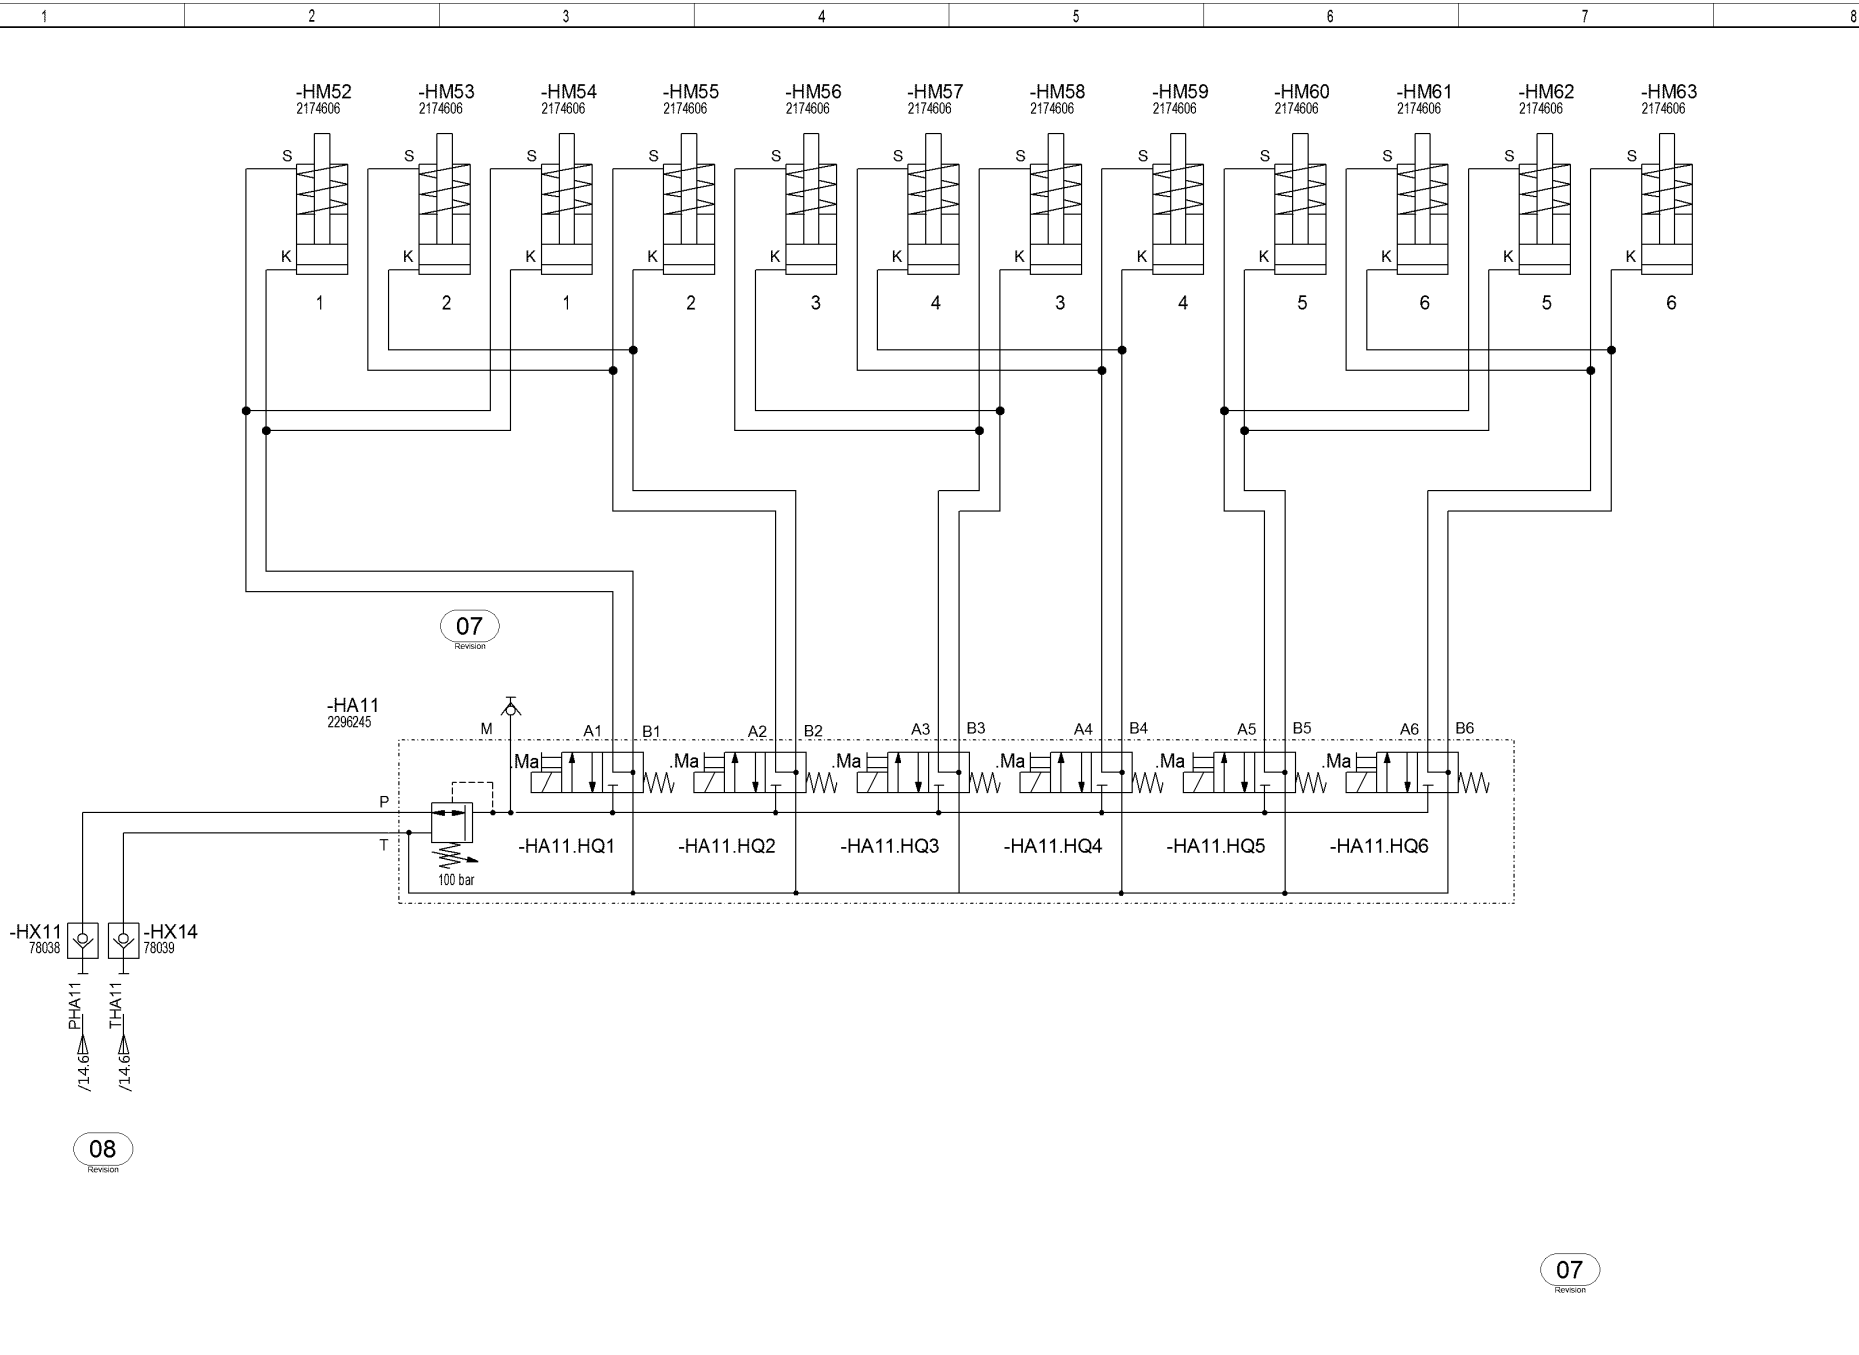 1 2 3 4 5 6 7 8
-HM52 -HM53 -HM54 -HM55 -HM56 -HM57 -HM58 -HM59 -HM60 -HM61 -HM62 -HM63
2174606 2174606 2174606 2174606 2174606 2174606 2174606 2174606 2174606 2174606 2174606 2174606
S S S S S S S S S S S S
K K K K K K K K K K K K
1 2 1 2 3 4 3 4 5 6 5 6
07
Revision
-HA11
2296245
M A1 B1 A2 B2 A3 B3 A4 B4 A5 B5 A6 B6
.Ma .Ma .Ma .Ma .Ma .Ma
P
T
-HA11.HQ1 -HA11.HQ2 -HA11.HQ3 -HA11.HQ4 -HA11.HQ5 -HA11.HQ6
100 bar
-HX11 -HX14
78038 78039
PHA11 THA11
/14.6 /14.6
08
Revision
07
Revision